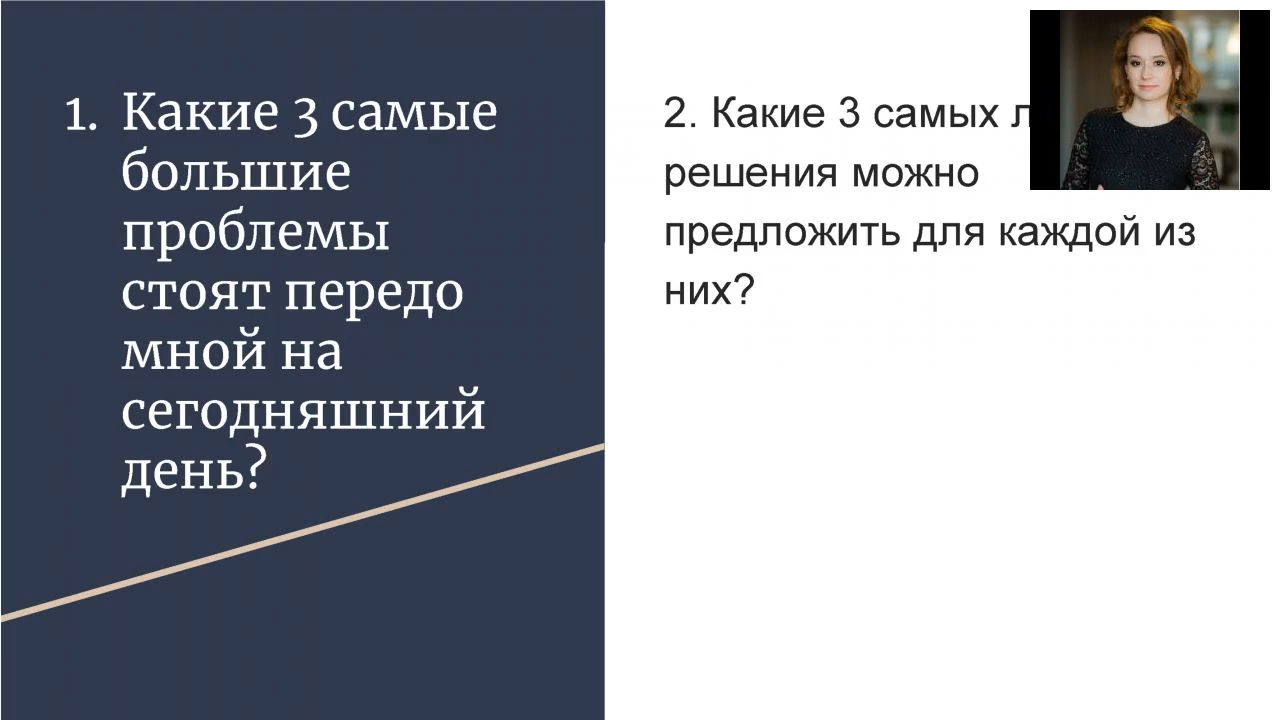 1. Какие 3 самые
большие
проблемы
стоят передо
мной на
сегодняшний
день?
2. Какие 3 самых
решения можно
предложить для каждой из
них?